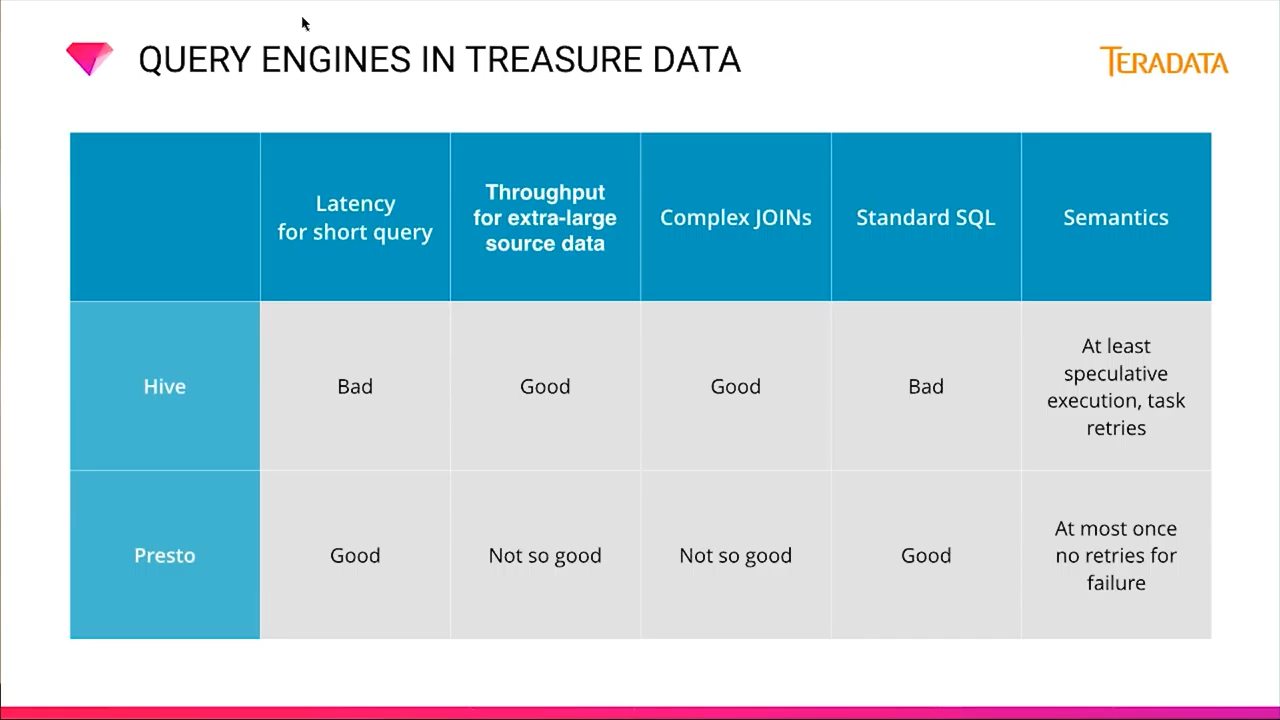 QUERY ENGINES IN TREASURE DATA
TERADATA
Latency
for short query
Throughput
for extra-large
source data
Complex JOINs
Standard SQL
Semantics
Hive
Bad
Good
Good
Bad
At least
speculative
execution, task
retries
Presto
Good
Not so good
Not so good
Good
At most once
no retries for
failure